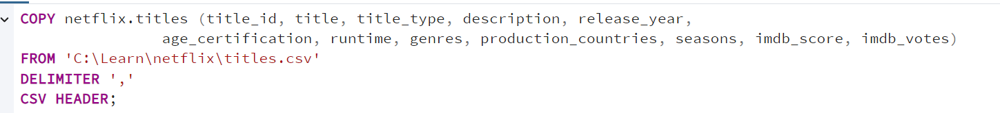 COPY netflix.titles (title_id, title, title_type, description, release_year,
age_certification, runtime, genres, production_countries, seasons, imdb_score, imdb_votes)
FROM 'C:\Learn\netflix\titles.csv'
DELIMITER ','
CSV HEADER;